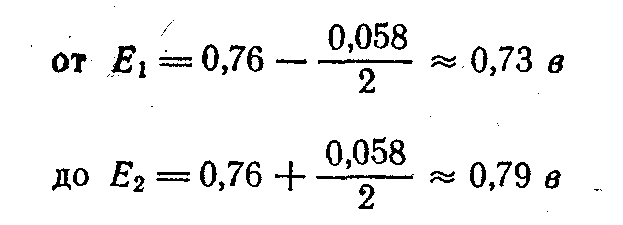 от E₁ = 0,76 − 0,058/2 ≈ 0,73 в
до E₂ = 0,76 + 0,058/2 ≈ 0,79 в